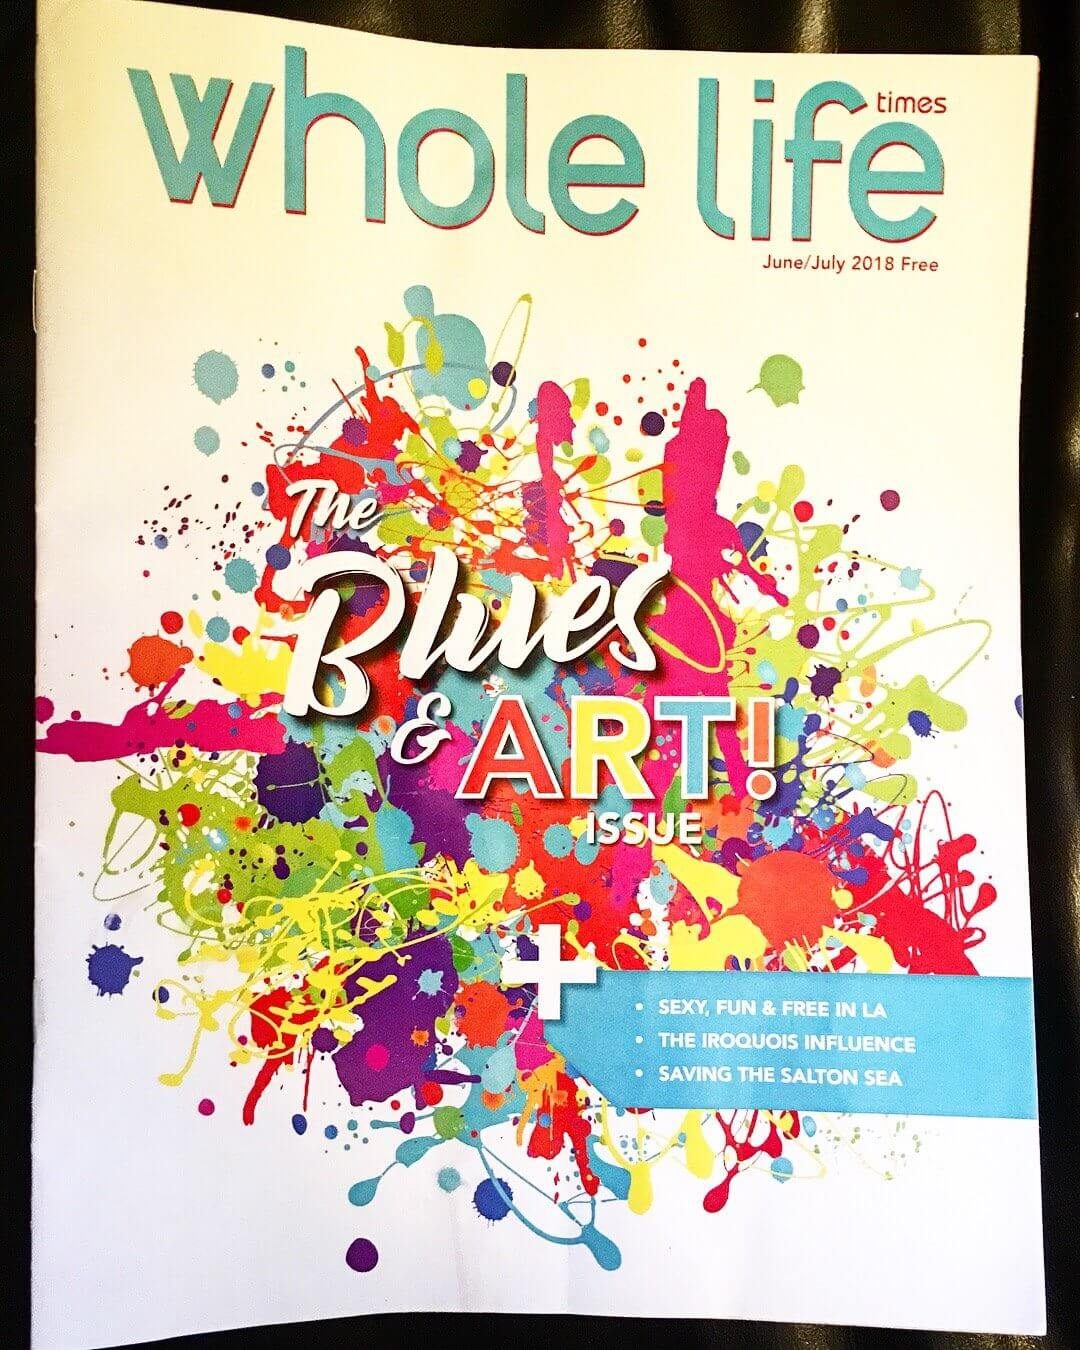 whole life times
June/July 2018 Free
The
Blues
& ART!
ISSUE
+
• SEXY, FUN & FREE IN LA
• THE IROQUOIS INFLUENCE
• SAVING THE SALTON SEA